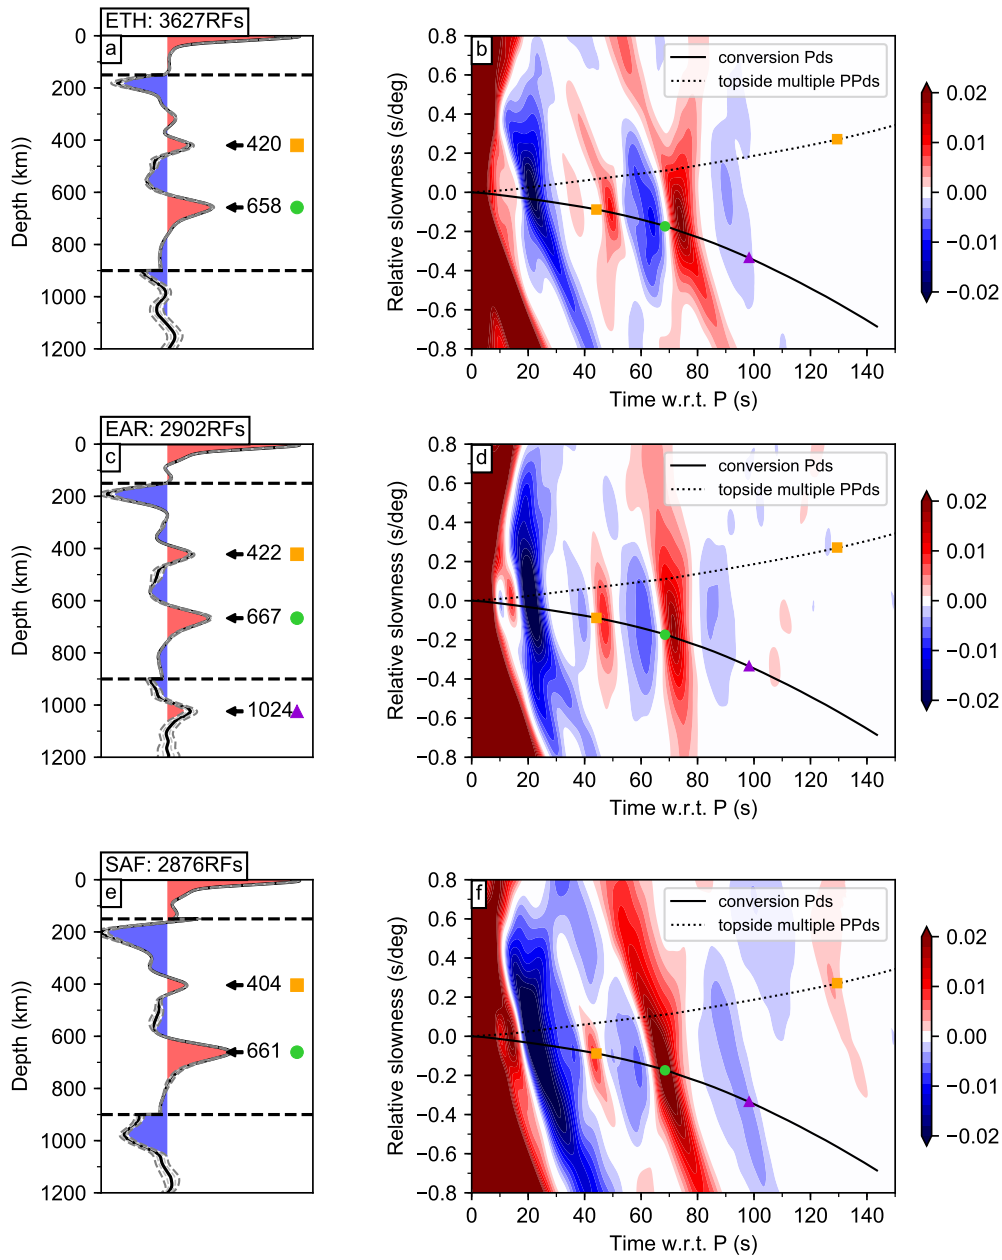 ETH: 3627RFs
a
0
200
400
600
800
1000
1200
Depth (km))
420
658
b
0.8
0.6
0.4
0.2
0.0
−0.2
−0.4
−0.6
−0.8
Relative slowness (s/deg)
conversion Pds
topside multiple PPds
0 20 40 60 80 100 120 140
Time w.r.t. P (s)
0.02
0.01
0.00
−0.01
−0.02
EAR: 2902RFs
c
0
200
400
600
800
1000
1200
Depth (km))
422
667
1024
d
0.8
0.6
0.4
0.2
0.0
−0.2
−0.4
−0.6
−0.8
Relative slowness (s/deg)
conversion Pds
topside multiple PPds
0 20 40 60 80 100 120 140
Time w.r.t. P (s)
0.02
0.01
0.00
−0.01
−0.02
SAF: 2876RFs
e
0
200
400
600
800
1000
1200
Depth (km))
404
661
f
0.8
0.6
0.4
0.2
0.0
−0.2
−0.4
−0.6
−0.8
Relative slowness (s/deg)
conversion Pds
topside multiple PPds
0 20 40 60 80 100 120 140
Time w.r.t. P (s)
0.02
0.01
0.00
−0.01
−0.02